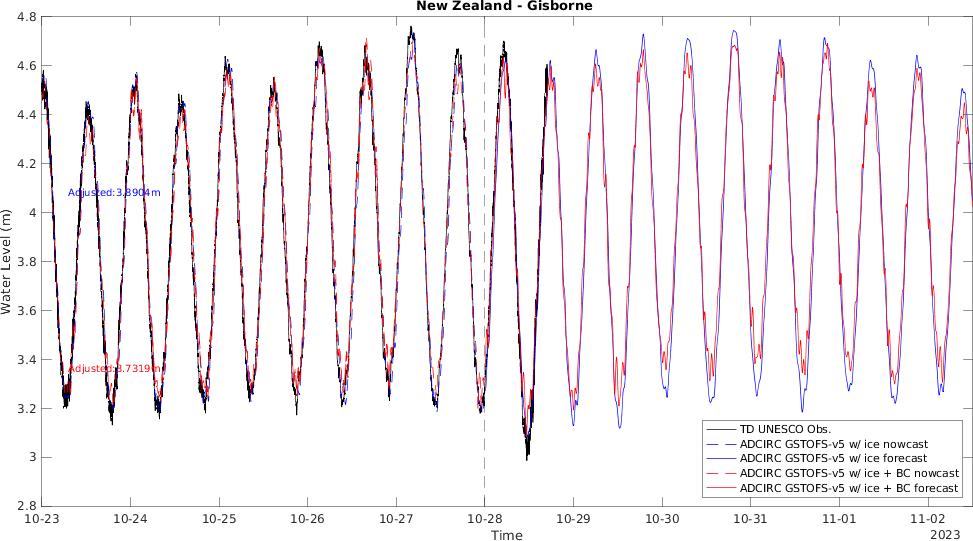 New Zealand - Gisborne
4.8
4.6
4.4
4.2
4
3.8
3.6
3.4
3.2
3
2.8
Water Level (m)
Adjusted:3.8904m
Adjusted:3.7319m
TD UNESCO Obs.
ADCIRC GSTOFS-v5 w/ ice nowcast
ADCIRC GSTOFS-v5 w/ ice forecast
ADCIRC GSTOFS-v5 w/ ice + BC nowcast
ADCIRC GSTOFS-v5 w/ ice + BC forecast
10-23 10-24 10-25 10-26 10-27 10-28 10-29 10-30 10-31 11-01 11-02
Time
2023